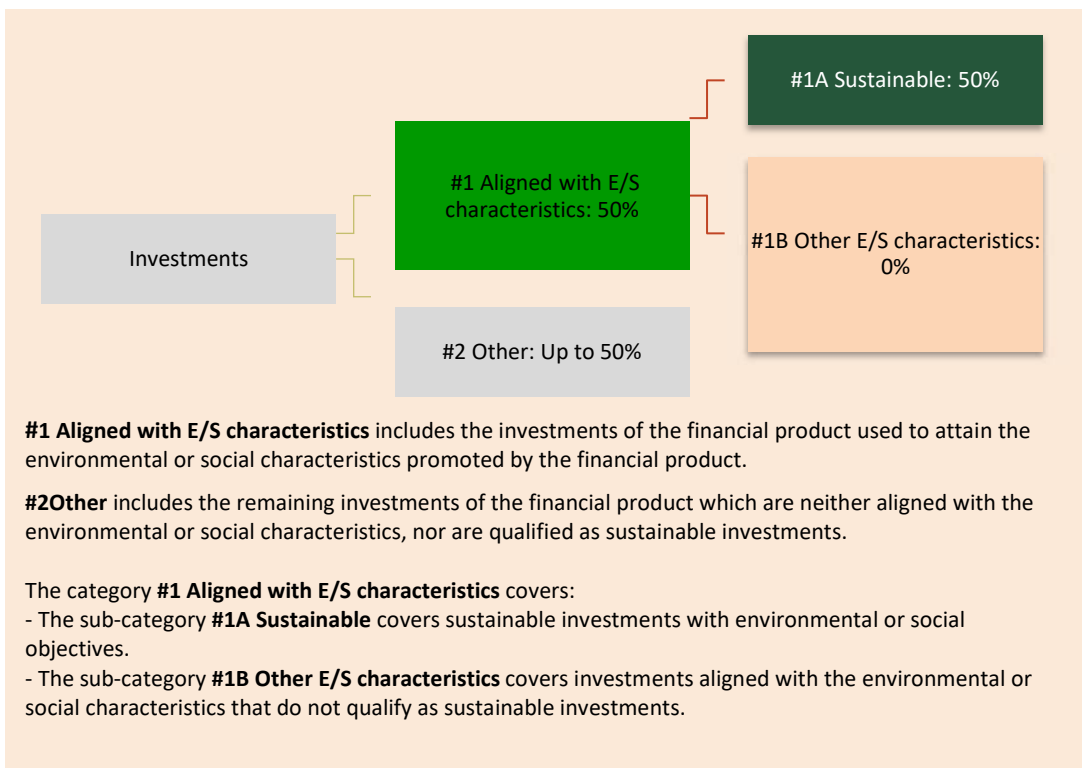 #1A Sustainable: 50%
#1 Aligned with E/S
characteristics: 50%
#1B Other E/S characteristics:
0%
Investments
#2 Other: Up to 50%
#1 Aligned with E/S characteristics includes the investments of the financial product used to attain the
environmental or social characteristics promoted by the financial product.
#2Other includes the remaining investments of the financial product which are neither aligned with the
environmental or social characteristics, nor are qualified as sustainable investments.
The category #1 Aligned with E/S characteristics covers:
- The sub-category #1A Sustainable covers sustainable investments with environmental or social
objectives.
- The sub-category #1B Other E/S characteristics covers investments aligned with the environmental or
social characteristics that do not qualify as sustainable investments.